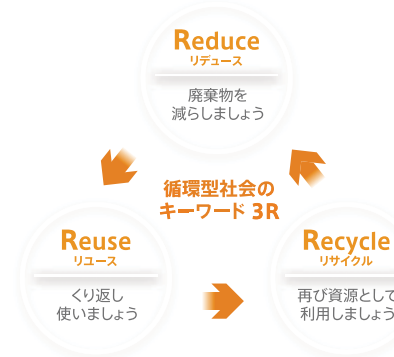 Reduce
リデュース
廃棄物を
減らしましょう
循環型社会の
キーワード 3R
Reuse
リユース
くり返し
使いましょう
Recycle
リサイクル
再び資源として
利用しましょう